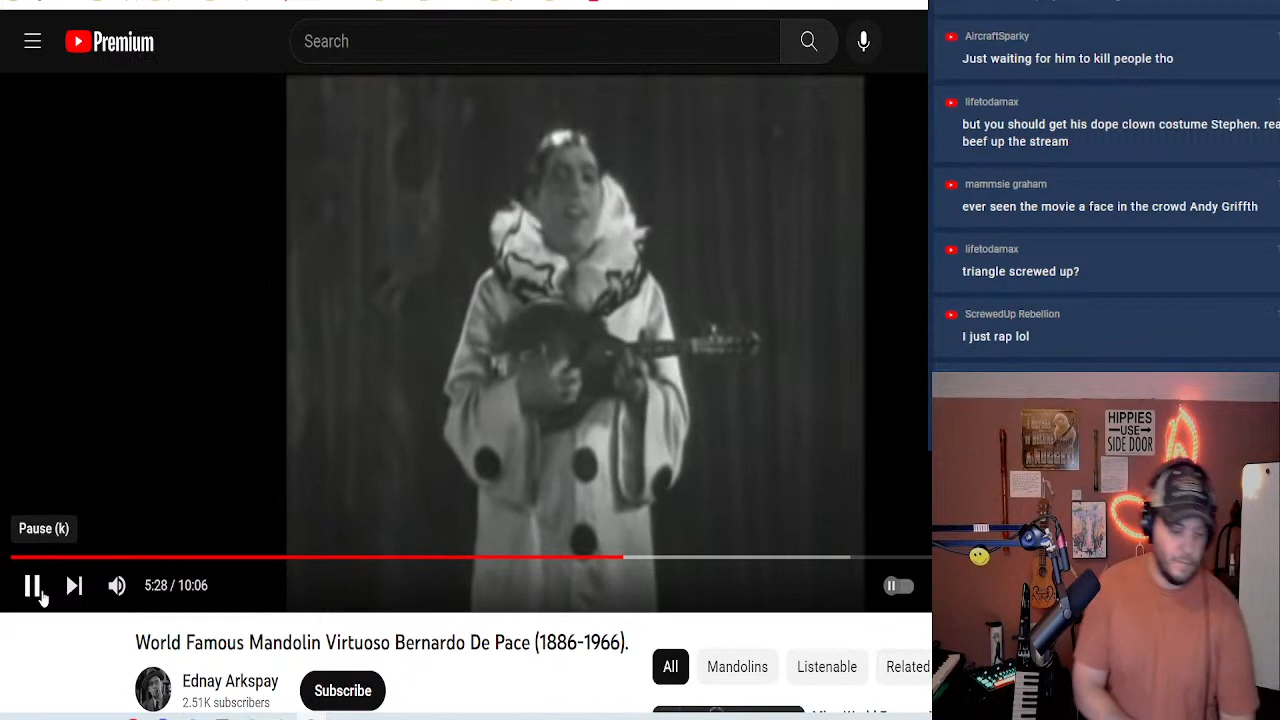 Premium
Search
Pause (k)
5:28 / 10:06
World Famous Mandolin Virtuoso Bernardo De Pace (1886-1966).
Ednay Arkspay
2.51K subscribers
Subscribe
All
Mandolins
Listenable
Related
AircraftSparky
Just waiting for him to kill people tho
lifetodamax
but you should get his dope clown costume Stephen. rea
beef up the stream
mammsie graham
ever seen the movie a face in the crowd Andy Griffth
lifetodamax
triangle screwed up?
ScrewedUp Rebellion
I just rap lol
HIPPIES
USE
SIDE DOOR